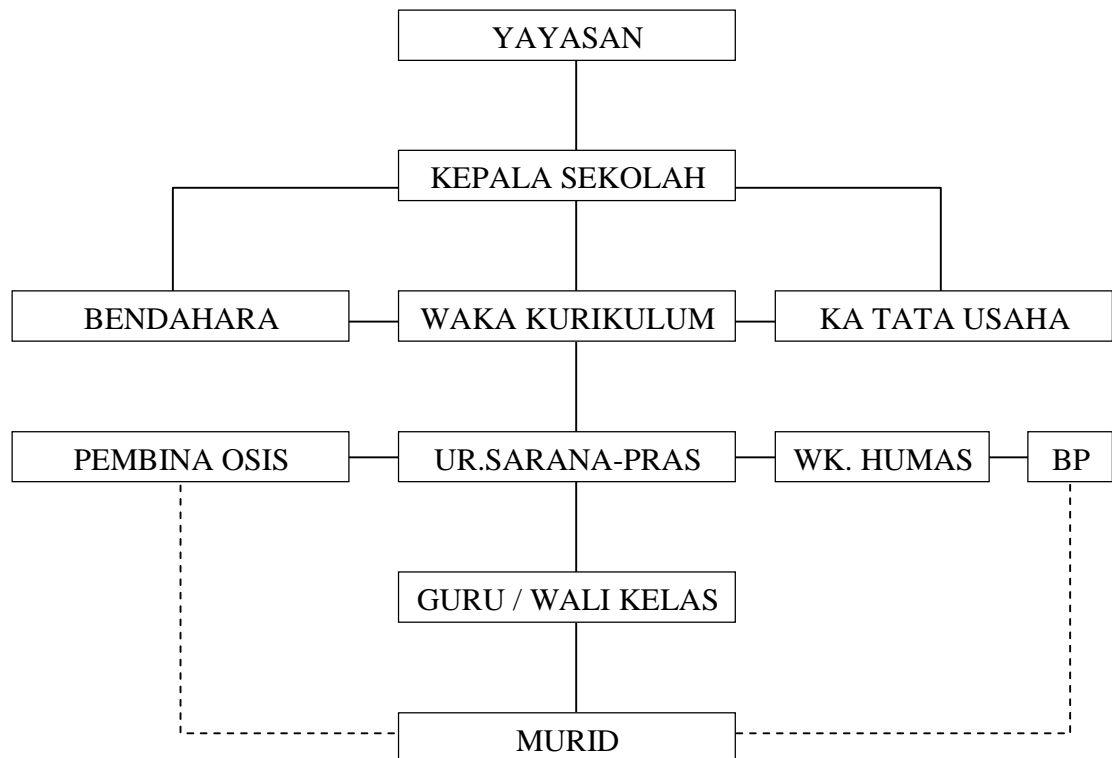 YAYASAN
KEPALA SEKOLAH
BENDAHARA
WAKA KURIKULUM
KA TATA USAHA
PEMBINA OSIS
UR.SARANA-PRAS
WK. HUMAS
BP
GURU / WALI KELAS
MURID